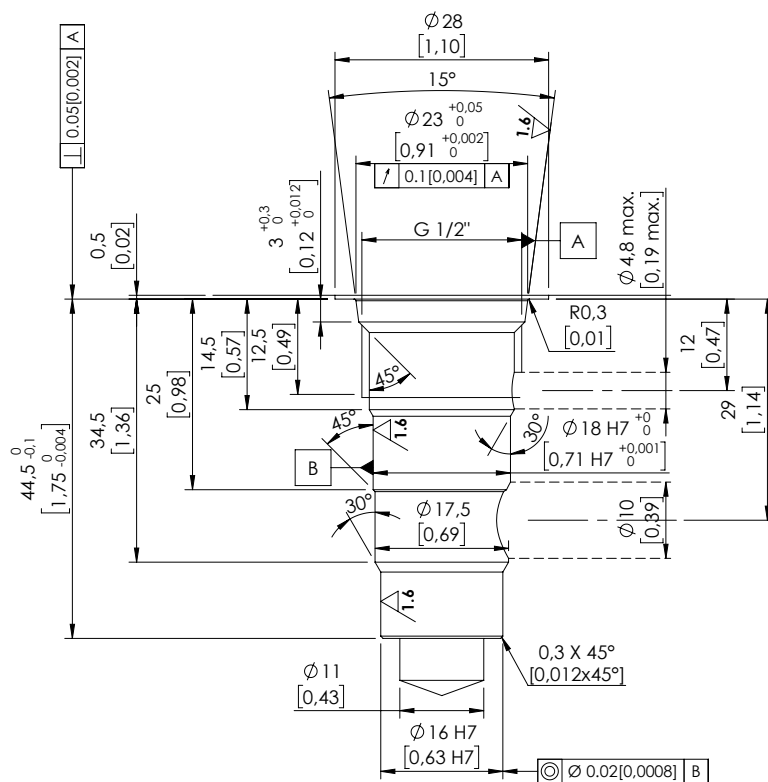 Ø28
[1,10]
15°
Ø23 +0,05 0
[0,91 +0,002 0]
1.6
⊥ 0.05[0,002] A
↗ 0.1[0,004] A
3 +0,3 0
[0,12 +0,012 0]
G 1/2"
A
Ø4,8 max.
[0,19 max.]
0,5
[0,02]
R0,3
[0,01]
12
[0,47]
14,5
[0,57]
12,5
[0,49]
25
[0,98]
34,5
[1,36]
44,5 0 -0,1
[1,75 0 -0,004]
29
[1,14]
45°
45°
1.6
30°
Ø18 H7 +0 0
[0,71 H7 +0,001 0]
B
30°
Ø17,5
[0,69]
Ø10
[0,39]
1.6
0,3 X 45°
[0,012x45°]
Ø11
[0,43]
Ø16 H7
[0,63 H7]
◎ Ø 0.02[0,0008] B